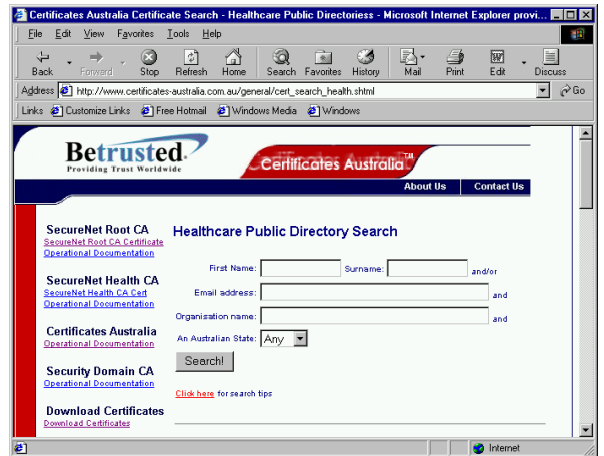 Certificates Australia Certificate Search - Healthcare Public Directoriess - Microsoft Internet Explorer provi...
File Edit View Favorites Tools Help
Back Forward Stop Refresh Home Search Favorites History Mail Print Edit Discuss
Address http://www.certificates-australia.com.au/general/cert_search_health.shtml Go
Links Customize Links Free Hotmail Windows Media Windows
Betrusted.
Providing Trust Worldwide
Certificates Australia™
About Us Contact Us
SecureNet Root CA
SecureNet Root CA Certificate
Operational Documentation
SecureNet Health CA
SecureNet Health CA Cert
Operational Documentation
Certificates Australia
Operational Documentation
Security Domain CA
Operational Documentation
Download Certificates
Download Certificates
Healthcare Public Directory Search
First Name: Surname: and/or
Email address: and
Organisation name: and
An Australian State: Any
Search!
Click here for search tips
Internet